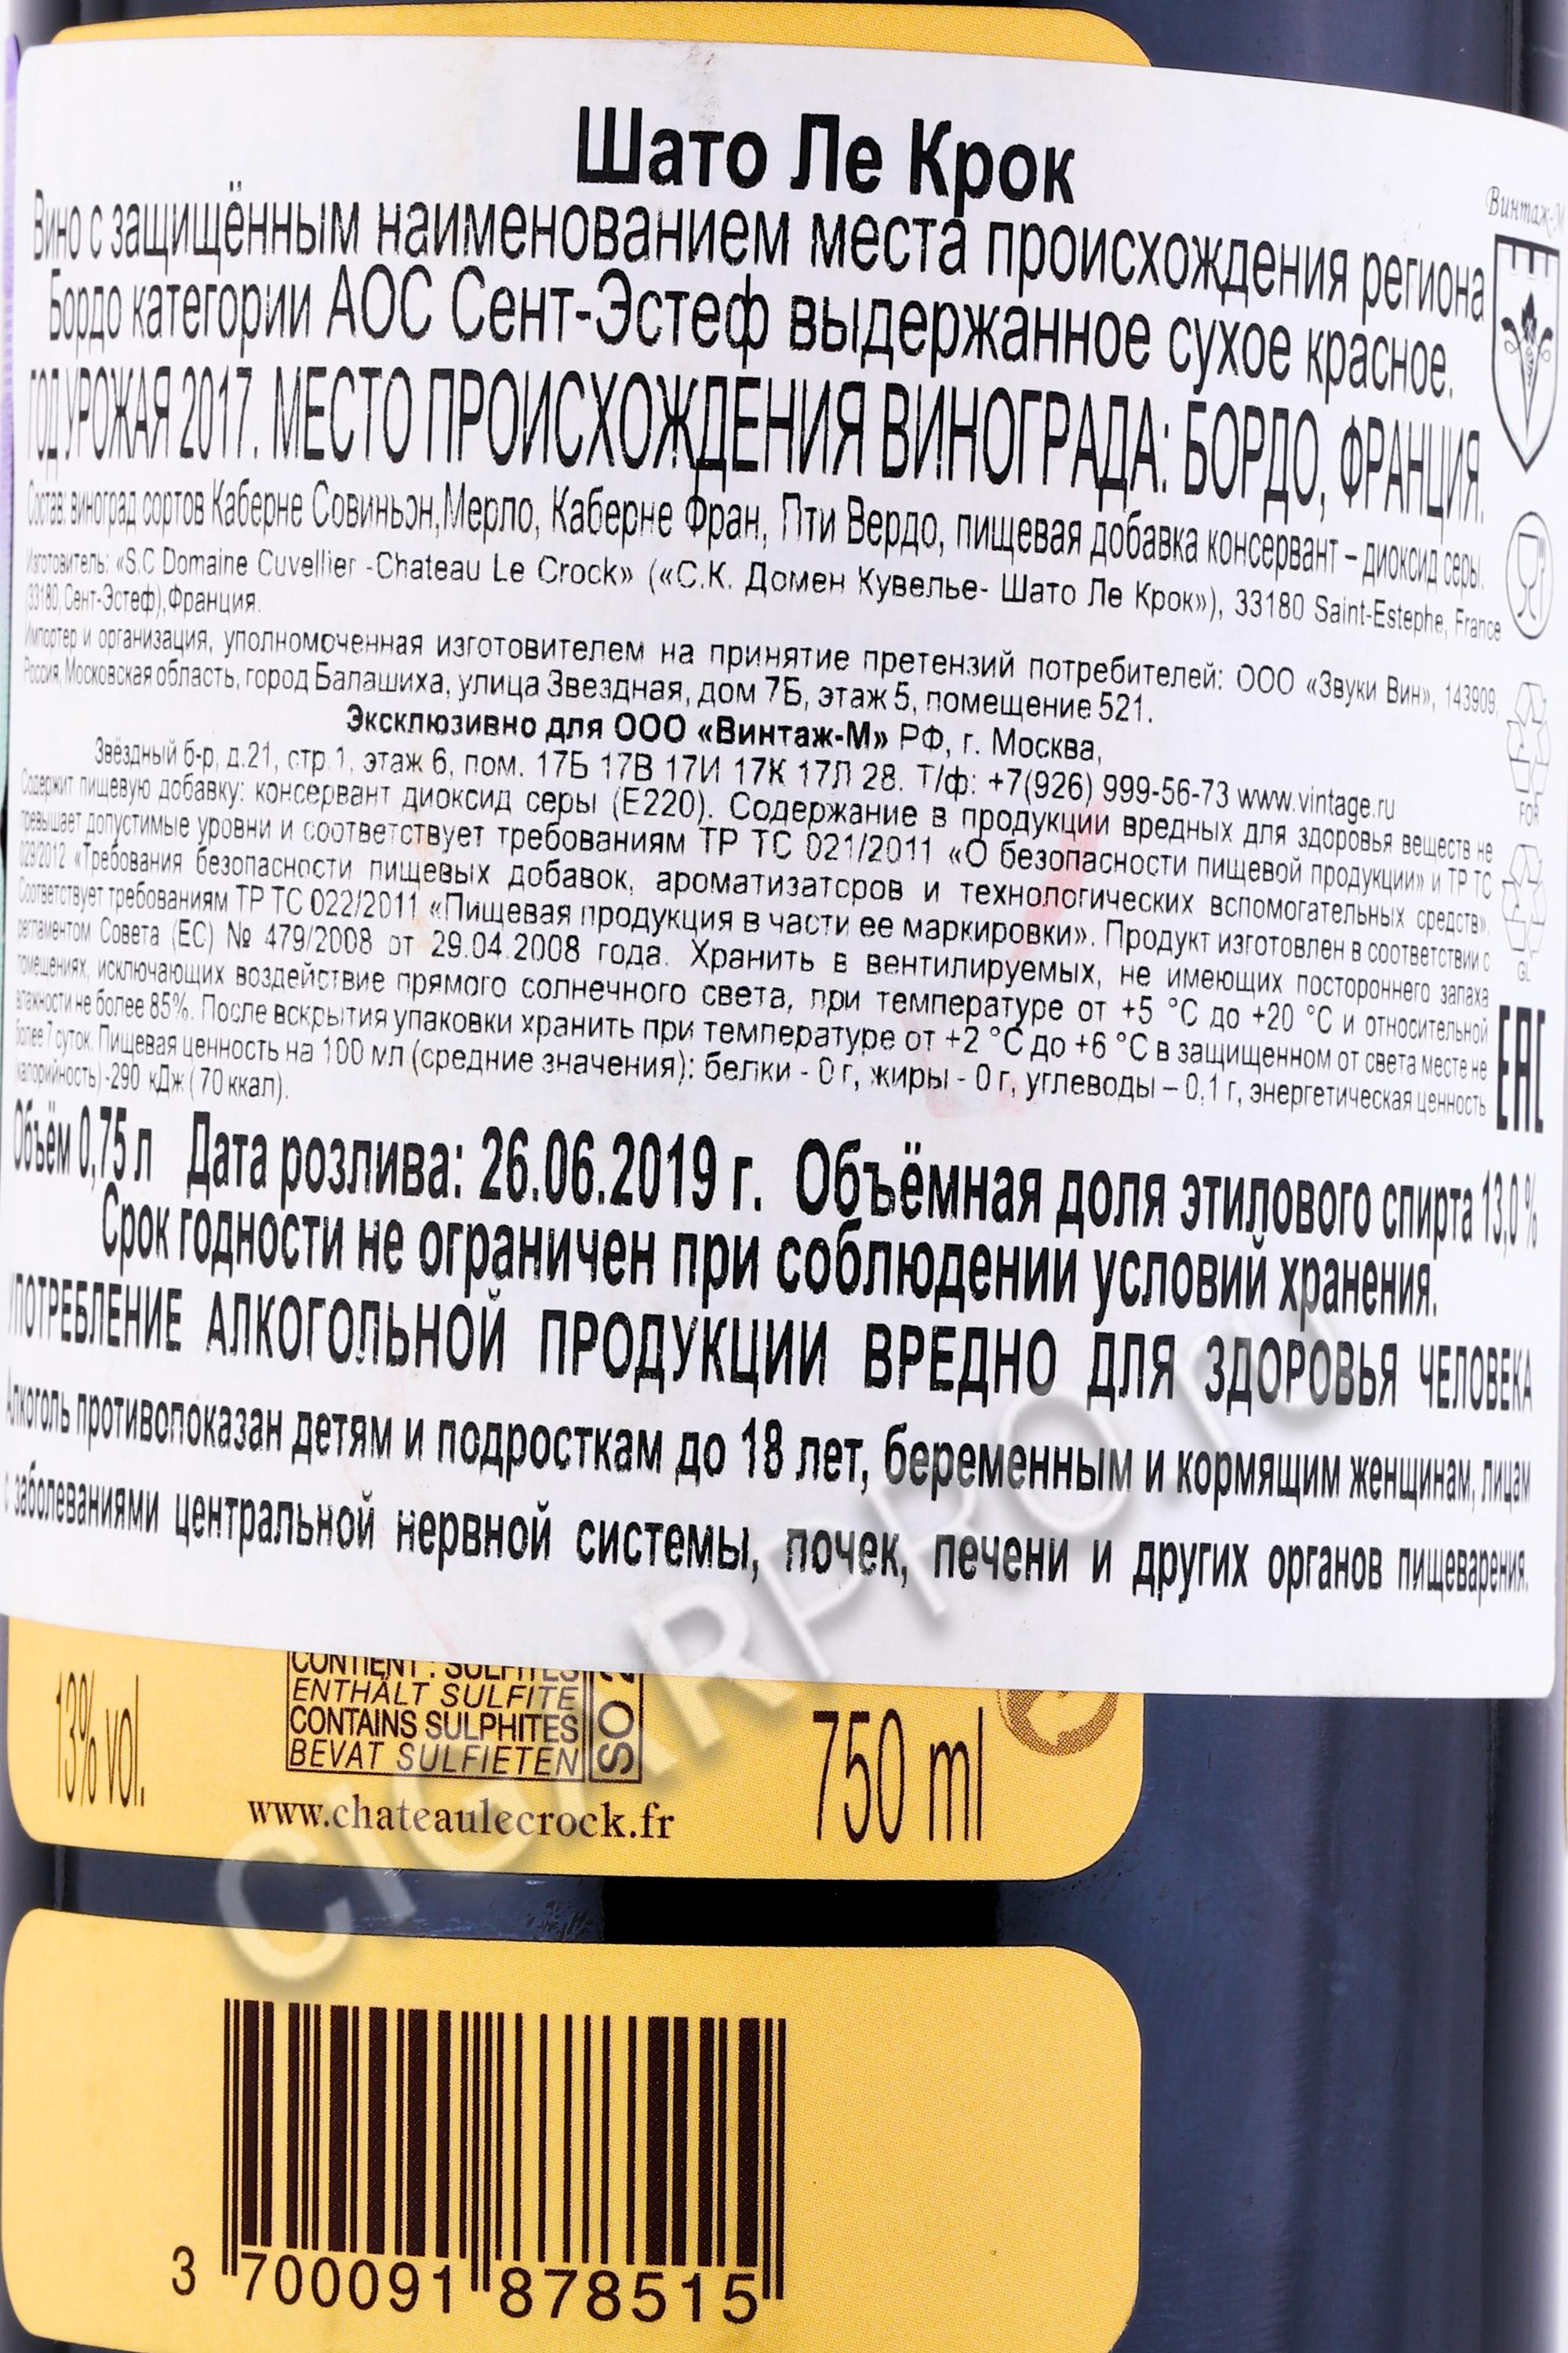 Шато Ле Крок
Винтаж-М
Вино с защищённым наименованием места происхождения региона
Бордо категории АОС Сент-Эстеф выдержанное сухое красное.
ГОД УРОЖАЯ 2017. МЕСТО ПРОИСХОЖДЕНИЯ ВИНОГРАДА: БОРДО, ФРАНЦИЯ.
Состав: виноград сортов Каберне Совиньон,Мерло, Каберне Фран, Пти Вердо, пищевая добавка консервант – диоксид серы.
Изготовитель: «S.C Domaine Cuvellier -Chateau Le Crock» («С.К. Домен Кувелье- Шато Ле Крок»), 33180 Saint-Estephe, France
(33180, Сент-Эстеф),Франция.
Импортер и организация, уполномоченная изготовителем на принятие претензий потребителей: ООО «Звуки Вин», 143909,
Россия, Московская область, город Балашиха, улица Звездная, дом 7Б, этаж 5, помещение 521.
Эксклюзивно для ООО «Винтаж-М» РФ, г. Москва,
Звёздный б-р, д.21, стр.1, этаж 6, пом. 17Б 17В 17И 17К 17Л 28. Т/ф: +7(926) 999-56-73 www.vintage.ru
Содержит пищевую добавку: консервант диоксид серы (Е220). Содержание в продукции вредных для здоровья веществ не
превышает допустимые уровни и соответствует требованиям ТР ТС 021/2011 «О безопасности пищевой продукции» и ТР ТС
029/2012 «Требования безопасности пищевых добавок, ароматизаторов и технологических вспомогательных средств».
Соответствует требованиям ТР ТС 022/2011 «Пищевая продукция в части ее маркировки». Продукт изготовлен в соответствии с
регламентом Совета (ЕС) № 479/2008 от 29.04.2008 года. Хранить в вентилируемых, не имеющих постороннего запаха
помещениях, исключающих воздействие прямого солнечного света, при температуре от +5 °С до +20 °С и относительной
влажности не более 85%. После вскрытия упаковки хранить при температуре от +2 °С до +6 °С в защищенном от света месте не
более 7 суток. Пищевая ценность на 100 мл (средние значения): белки - 0 г, жиры - 0 г, углеводы – 0,1 г, энергетическая ценность
(калорийность) -290 кДж ( 70 ккал).
FOR
GL
EAC
Объём 0,75 л Дата розлива: 26.06.2019 г. Объёмная доля этилового спирта 13,0 %
Срок годности не ограничен при соблюдении условий хранения.
УПОТРЕБЛЕНИЕ АЛКОГОЛЬНОЙ ПРОДУКЦИИ ВРЕДНО ДЛЯ ЗДОРОВЬЯ ЧЕЛОВЕКА
Алкоголь противопоказан детям и подросткам до 18 лет, беременным и кормящим женщинам, лицам
с заболеваниями центральной нервной системы, почек, печени и других органов пищеварения.
CONTIENT : SULFITES
ENTHÄLT SULFITE
CONTAINS SULPHITES
BEVAT SULFIETEN
SO2
13% vol.
750 ml
www.chateaulecrock.fr
CIGARPRO.RU
3 700091 878515